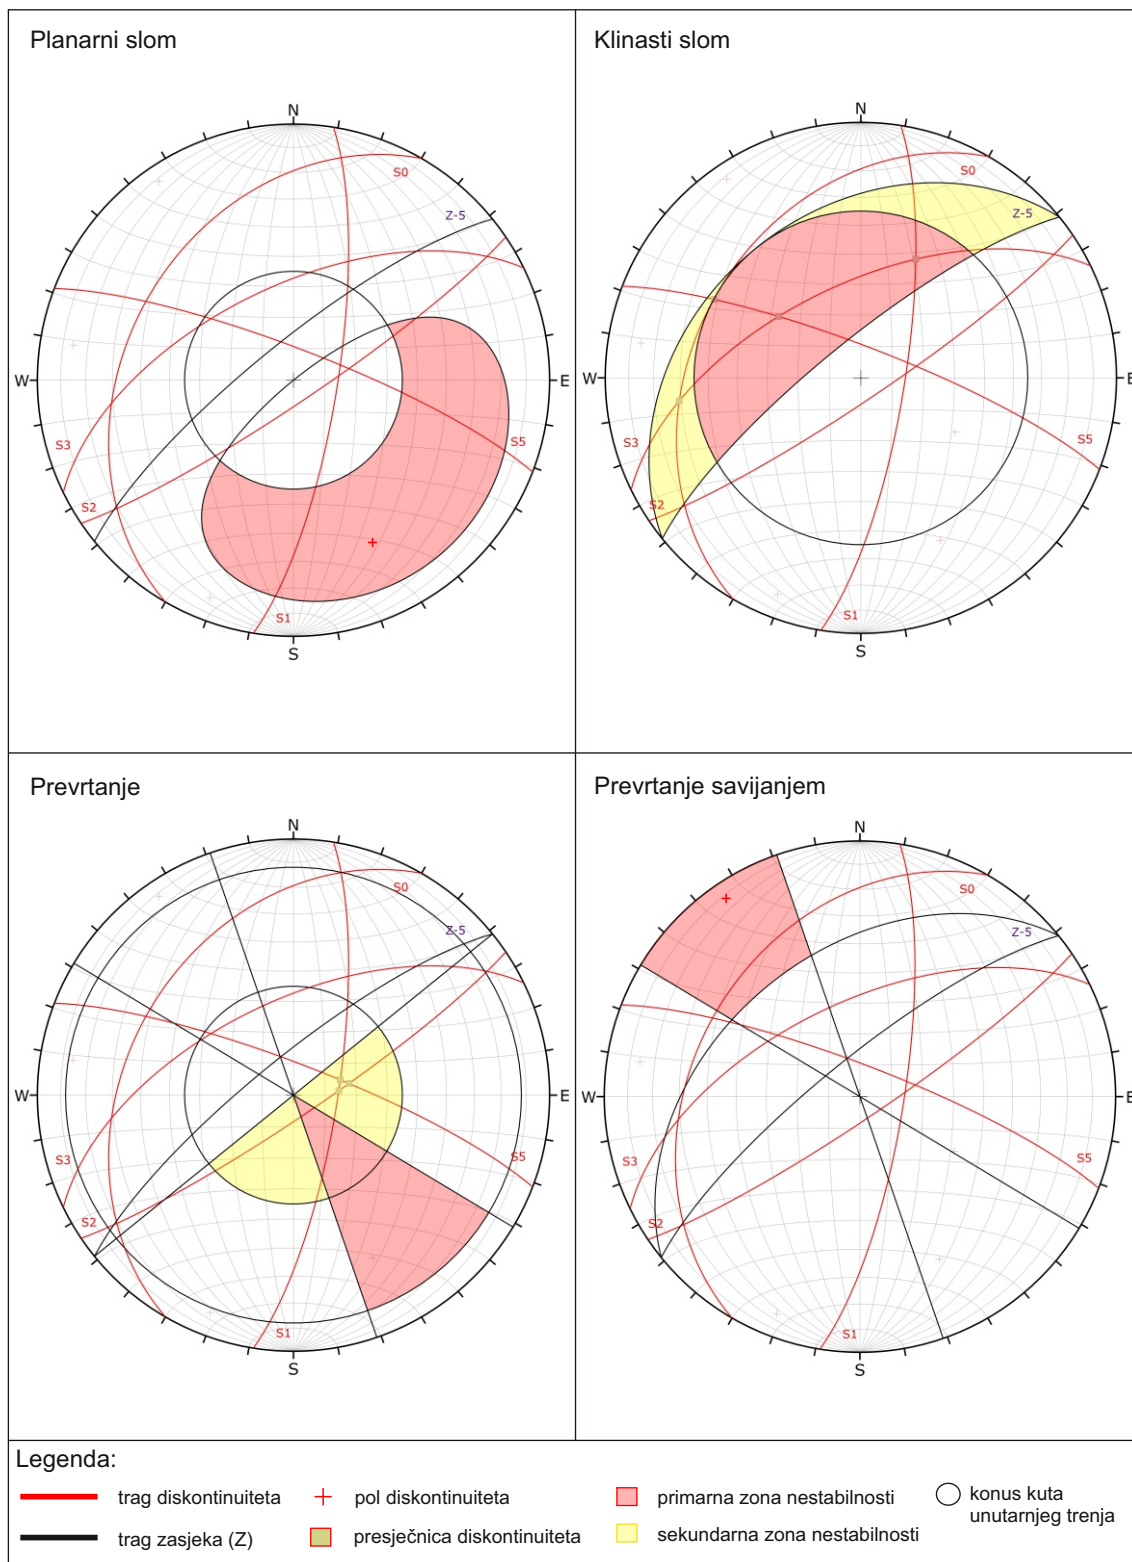 Planarni slom
N
S0
Z-5
W
E
S3
S5
S2
S1
S
Klinasti slom
N
S0
Z-5
W
E
S3
S5
S2
S1
S
Prevrtanje
N
S0
Z-5
W
E
S3
S5
S2
S1
S
Prevrtanje savijanjem
N
S0
Z-5
W
E
S3
S5
S2
S1
S
Legenda:
trag diskontinuiteta
pol diskontinuiteta
primarna zona nestabilnosti
konus kuta
unutarnjeg trenja
trag zasjeka (Z)
presječnica diskontinuiteta
sekundarna zona nestabilnosti